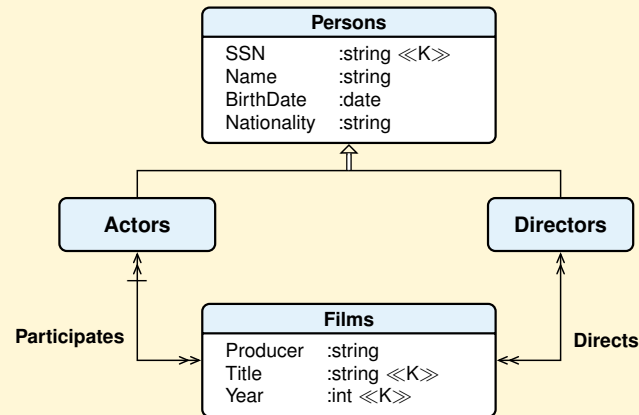 Persons
SSN :string ≪K≫
Name :string
BirthDate :date
Nationality :string
Actors
Directors
Participates
Directs
Films
Producer :string
Title :string ≪K≫
Year :int ≪K≫